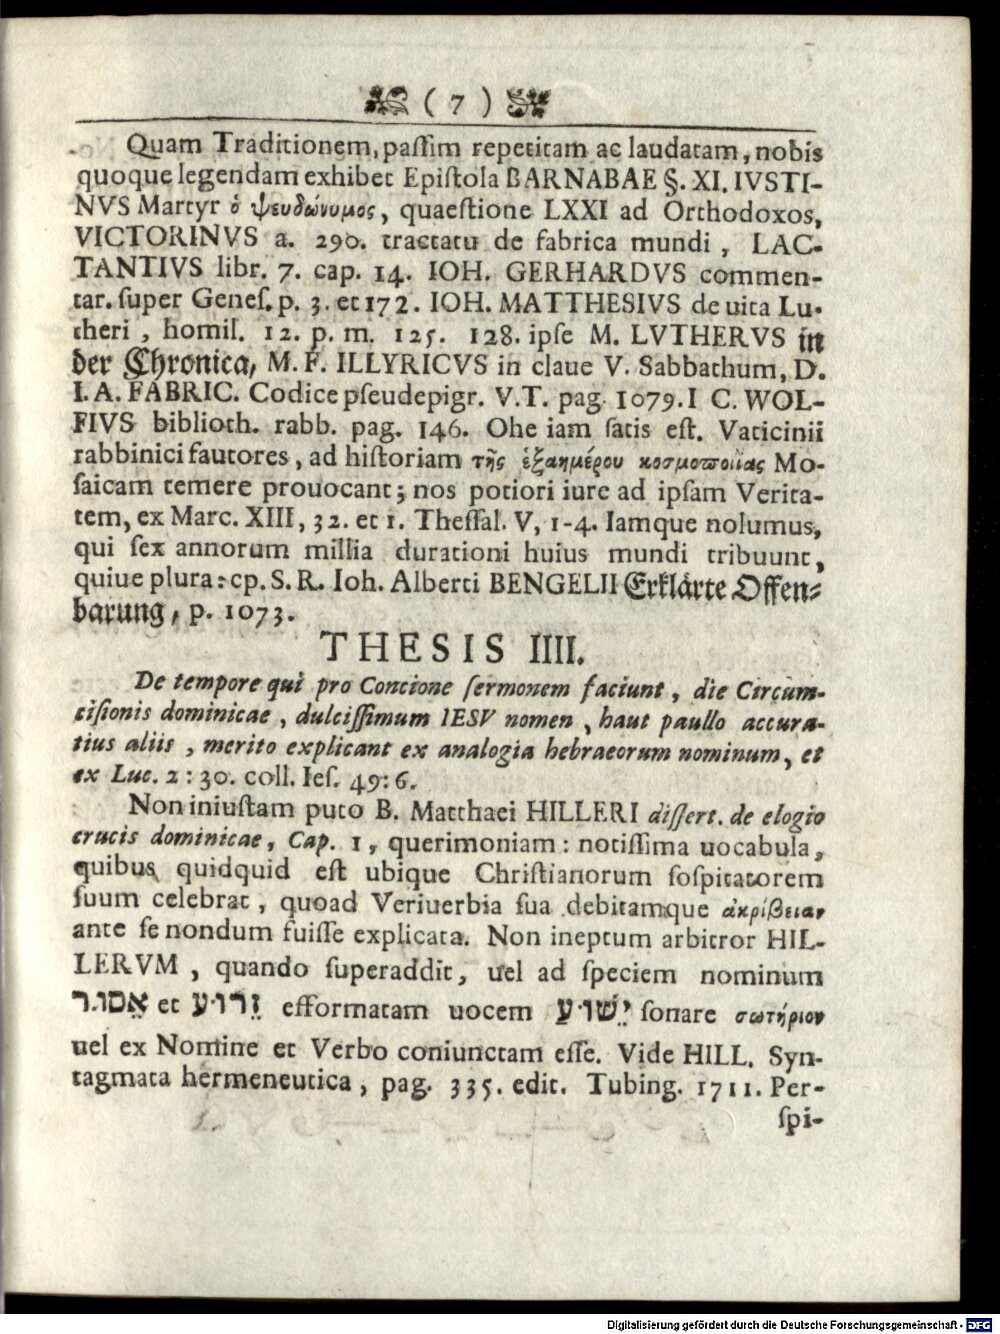 ( 7 )
Quam Traditionem, paſſim repetitam ac laudatam, nobis
quoque legendam exhibet Epiſtola BARNABAE §. XI. IVSTI-
NVS Martyr ὁ ψευδώνυμος, quaeſtione LXXI ad Orthodoxos,
VICTORINVS a. 290. tractatu de fabrica mundi, LAC-
TANTIVS libr. 7. cap. 14. IOH. GERHARDVS commen-
tar. ſuper Geneſ. p. 3. et 172. IOH. MATTHESIVS de uita Lu-
theri, homil. 12. p. m. 125. 128. ipſe M. LVTHERVS in
der Chronica, M. F. ILLYRICVS in claue V. Sabbathum, D.
I. A. FABRIC. Codice pſeudepigr. V.T. pag. 1079. I C. WOL-
FIVS biblioth. rabb. pag. 146. Ohe iam ſatis eſt. Vaticinii
rabbinici fautores, ad hiſtoriam τῆς ἑξαημέρου κοσμοποιίας Mo-
ſaicam temere prouocant; nos potiori iure ad ipſam Verita-
tem, ex Marc. XIII, 32. et 1. Theſſal. V, 1-4. Iamque nolumus,
qui ſex annorum millia durationi huius mundi tribuunt,
quiue plura: cp. S. R. Ioh. Alberti BENGELII Erklärte Offen-
barung, p. 1073.
THESIS IIII.
De tempore qui pro Concione ſermonem faciunt, die Circum-
ciſionis dominicae, dulciſſimum IESV nomen, haut paullo accura-
tius aliis, merito explicant ex analogia hebraeorum nominum, et
ex Luc. 2: 30. coll. Ieſ. 49: 6.
Non iniuſtam puto B. Matthaei HILLERI diſſert. de elogio
crucis dominicae, Cap. 1, querimoniam: notiſſima uocabula,
quibus quidquid eſt ubique Chriſtianorum ſoſpitatorem
ſuum celebrat, quoad Veriuerbia ſua debitamque ἀκρίβειαν
ante ſe nondum fuiſſe explicata. Non ineptum arbitror HIL-
LERVM, quando ſuperaddit, uel ad ſpeciem nominum
אֵסוּר et זֵרוּעַ efformatam uocem יֵשׁוּעַ ſonare σωτήριον
uel ex Nomine et Verbo coniunctam eſſe. Vide HILL. Syn-
tagmata hermeneutica, pag. 335. edit. Tubing. 1711. Per-
ſpi-
Digitalisierung gefördert durch die Deutsche Forschungsgemeinschaft - DFG